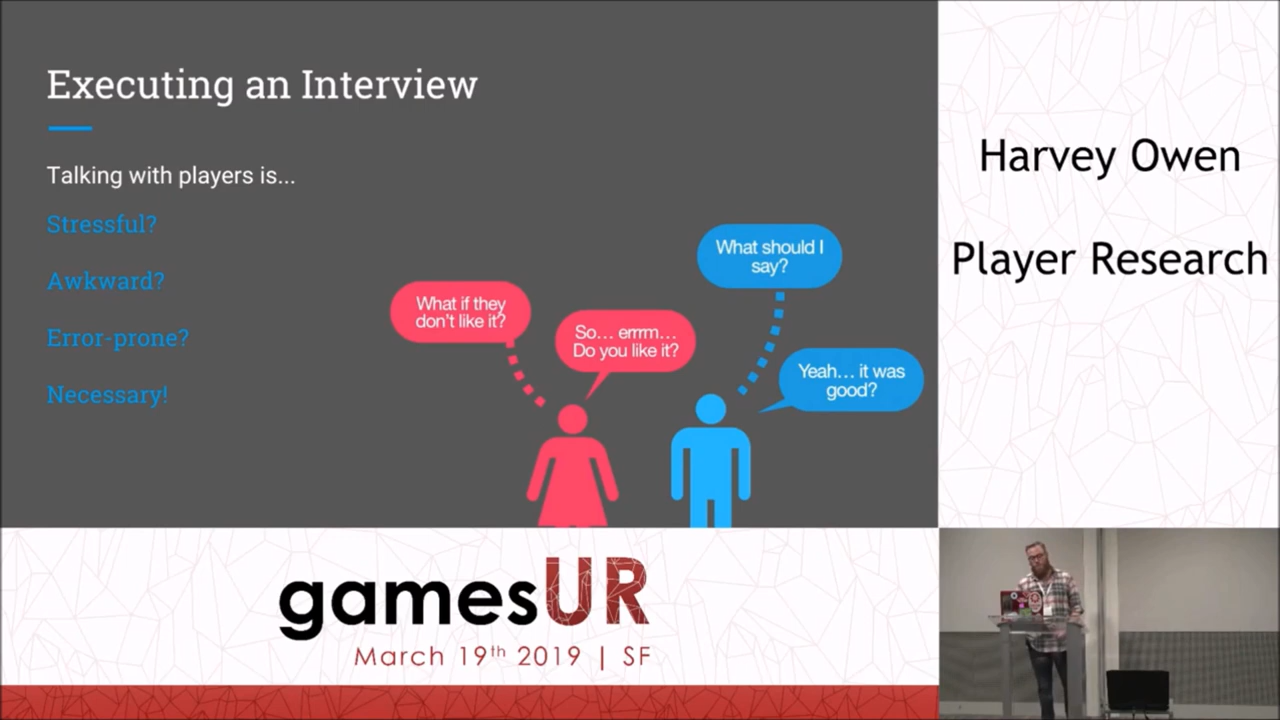 Executing an Interview
Talking with players is...
Stressful?
Awkward?
Error-prone?
Necessary!
What if they
don't like it?
So... errm...
Do you like it?
What should I
say?
Yeah... it was
good?
Harvey Owen
Player Research
gamesUR
March 19th 2019 | SF